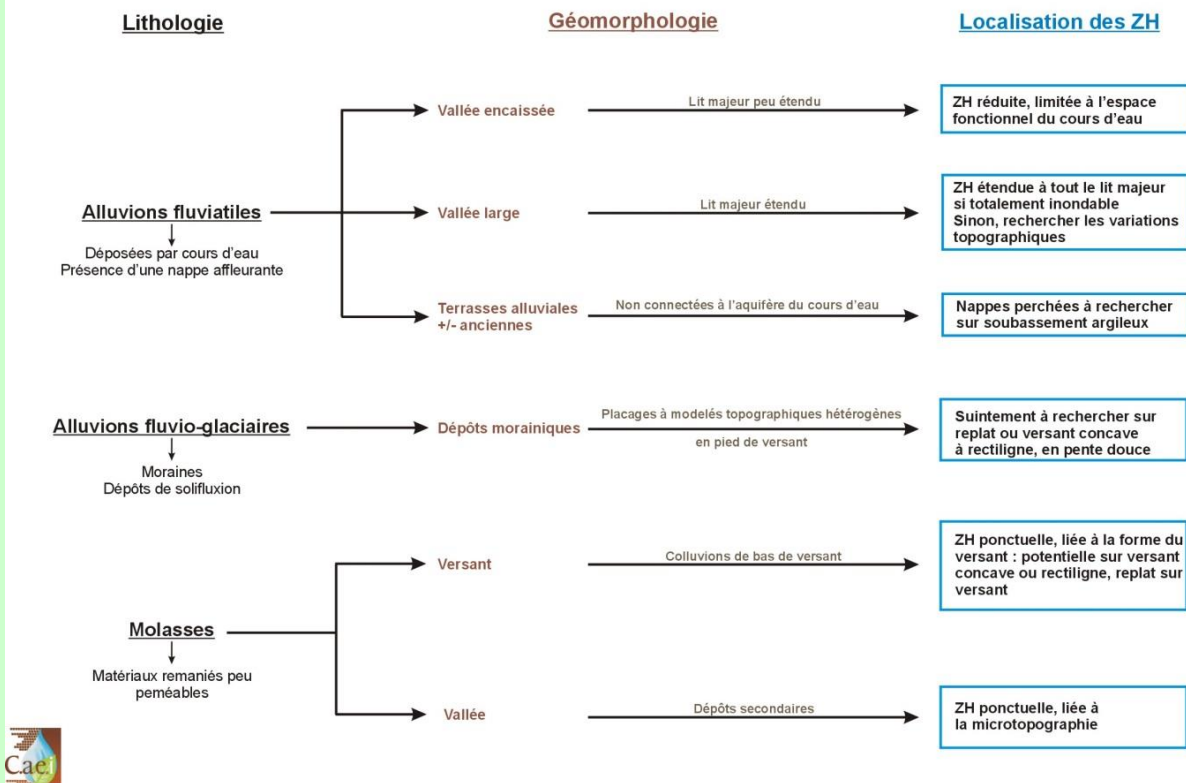 Lithologie
Géomorphologie
Localisation des ZH
Alluvions fluviatiles
Déposées par cours d'eau
Présence d'une nappe affleurante
Vallée encaissée
Lit majeur peu étendu
ZH réduite, limitée à l'espace
fonctionnel du cours d'eau
Vallée large
Lit majeur étendu
ZH étendue à tout le lit majeur
si totalement inondable
Sinon, rechercher les variations
topographiques
Terrasses alluviales
+/- anciennes
Non connectées à l'aquifère du cours d'eau
Nappes perchées à rechercher
sur soubassement argileux
Alluvions fluvio-glaciaires
Moraines
Dépôts de solifluxion
Dépôts morainiques
Placages à modelés topographiques hétérogènes
en pied de versant
Suintement à rechercher sur
replat ou versant concave
à rectiligne, en pente douce
Molasses
Matériaux remaniés peu
peméables
Versant
Colluvions de bas de versant
ZH ponctuelle, liée à la forme du
versant : potentielle sur versant
concave ou rectiligne, replat sur
versant
Vallée
Dépôts secondaires
ZH ponctuelle, liée à
la microtopographie
C.aei